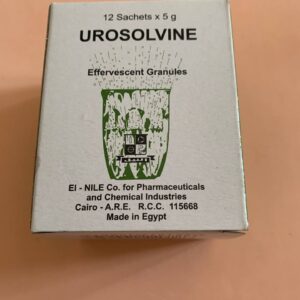 12 Sachets x 5 g
UROSOLVINE
Effervescent Granules
El - NILE Co. for Pharmaceuticals
and Chemical Industries
Cairo - A.R.E. R.C.C. 115668
Made in Egypt